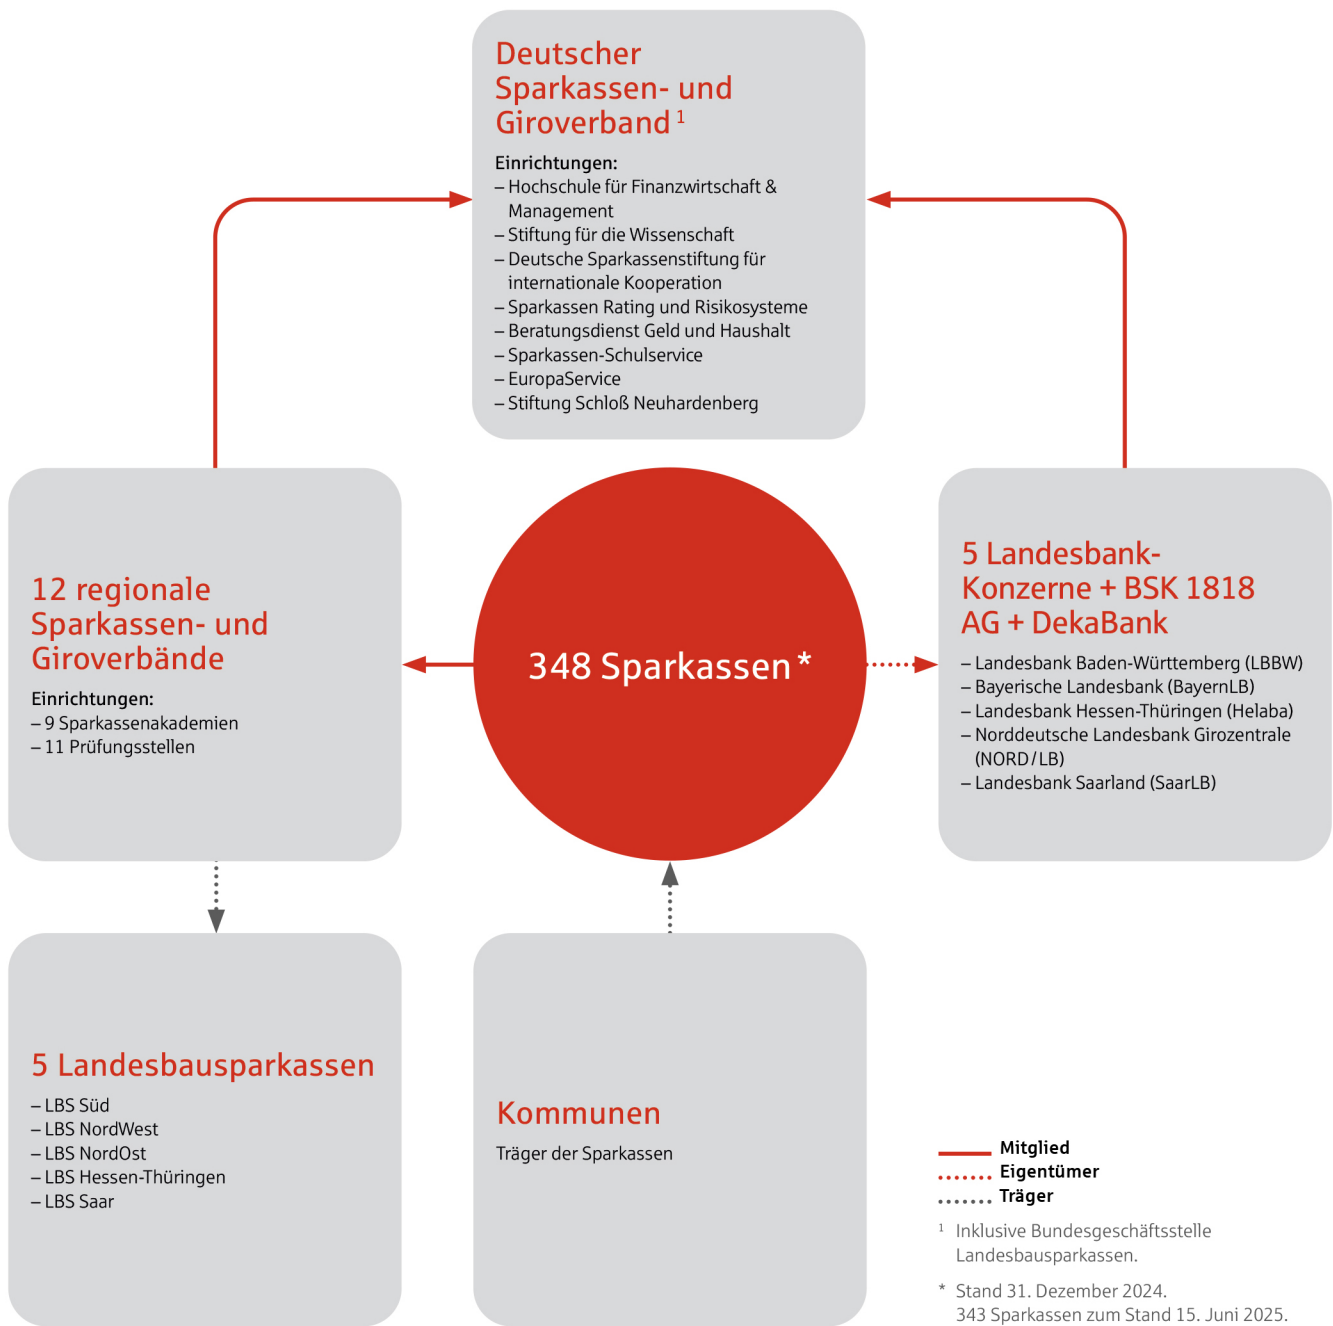 Deutscher
Sparkassen- und
Giroverband ¹
Einrichtungen:
– Hochschule für Finanzwirtschaft &
Management
– Stiftung für die Wissenschaft
– Deutsche Sparkassenstiftung für
internationale Kooperation
– Sparkassen Rating und Risikosysteme
– Beratungsdienst Geld und Haushalt
– Sparkassen-Schulservice
– EuropaService
– Stiftung Schloß Neuhardenberg
12 regionale
Sparkassen- und
Giroverbände
Einrichtungen:
– 9 Sparkassenakademien
– 11 Prüfungsstellen
348 Sparkassen *
5 Landesbank-
Konzerne + BSK 1818
AG + DekaBank
– Landesbank Baden-Württemberg (LBBW)
– Bayerische Landesbank (BayernLB)
– Landesbank Hessen-Thüringen (Helaba)
– Norddeutsche Landesbank Girozentrale
(NORD/LB)
– Landesbank Saarland (SaarLB)
5 Landesbausparkassen
– LBS Süd
– LBS NordWest
– LBS NordOst
– LBS Hessen-Thüringen
– LBS Saar
Kommunen
Träger der Sparkassen
Mitglied
Eigentümer
Träger
¹ Inklusive Bundesgeschäftsstelle
Landesbausparkassen.
* Stand 31. Dezember 2024.
343 Sparkassen zum Stand 15. Juni 2025.